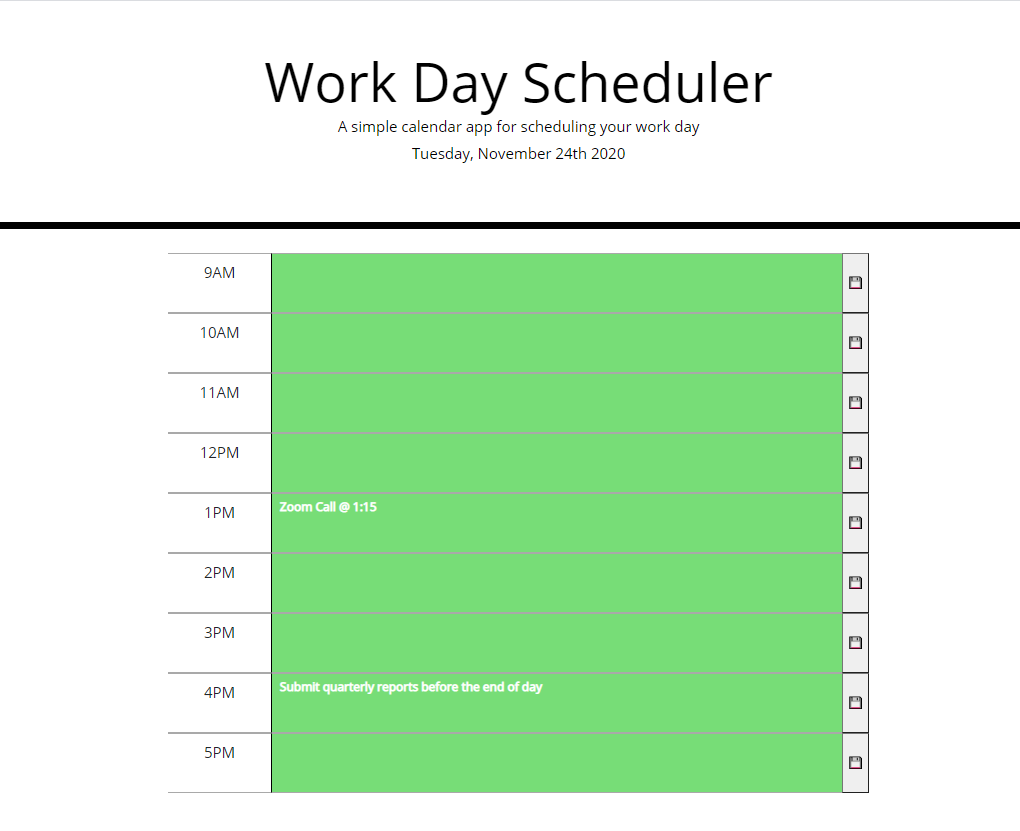 Work Day Scheduler
A simple calendar app for scheduling your work day
Tuesday, November 24th 2020
9AM
10AM
11AM
12PM
1PM Zoom Call @ 1:15
2PM
3PM
4PM Submit quarterly reports before the end of day
5PM